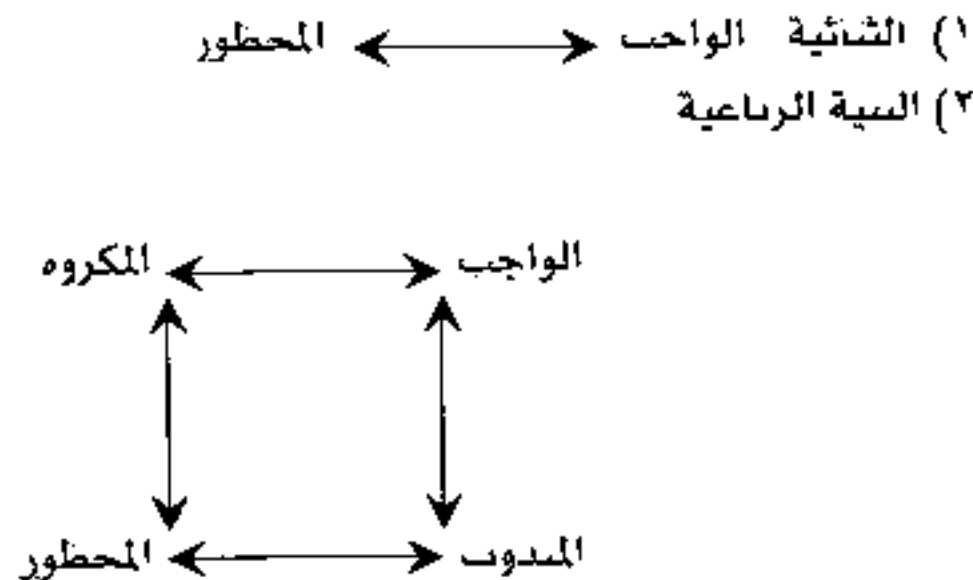 ١) الثنائية الواجب المحظور
٢) البنية الرباعية
الواجب المكروه
المندوب المحظور